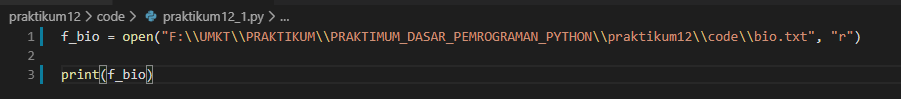 praktikum12 > code > praktikum12_1.py > ...
1 f_bio = open("F:\\UMKT\\PRAKTIKUM\\PRAKTIMUM_DASAR_PEMROGRAMAN_PYTHON\\praktikum12\\code\\bio.txt", "r")
2
3 print(f_bio)